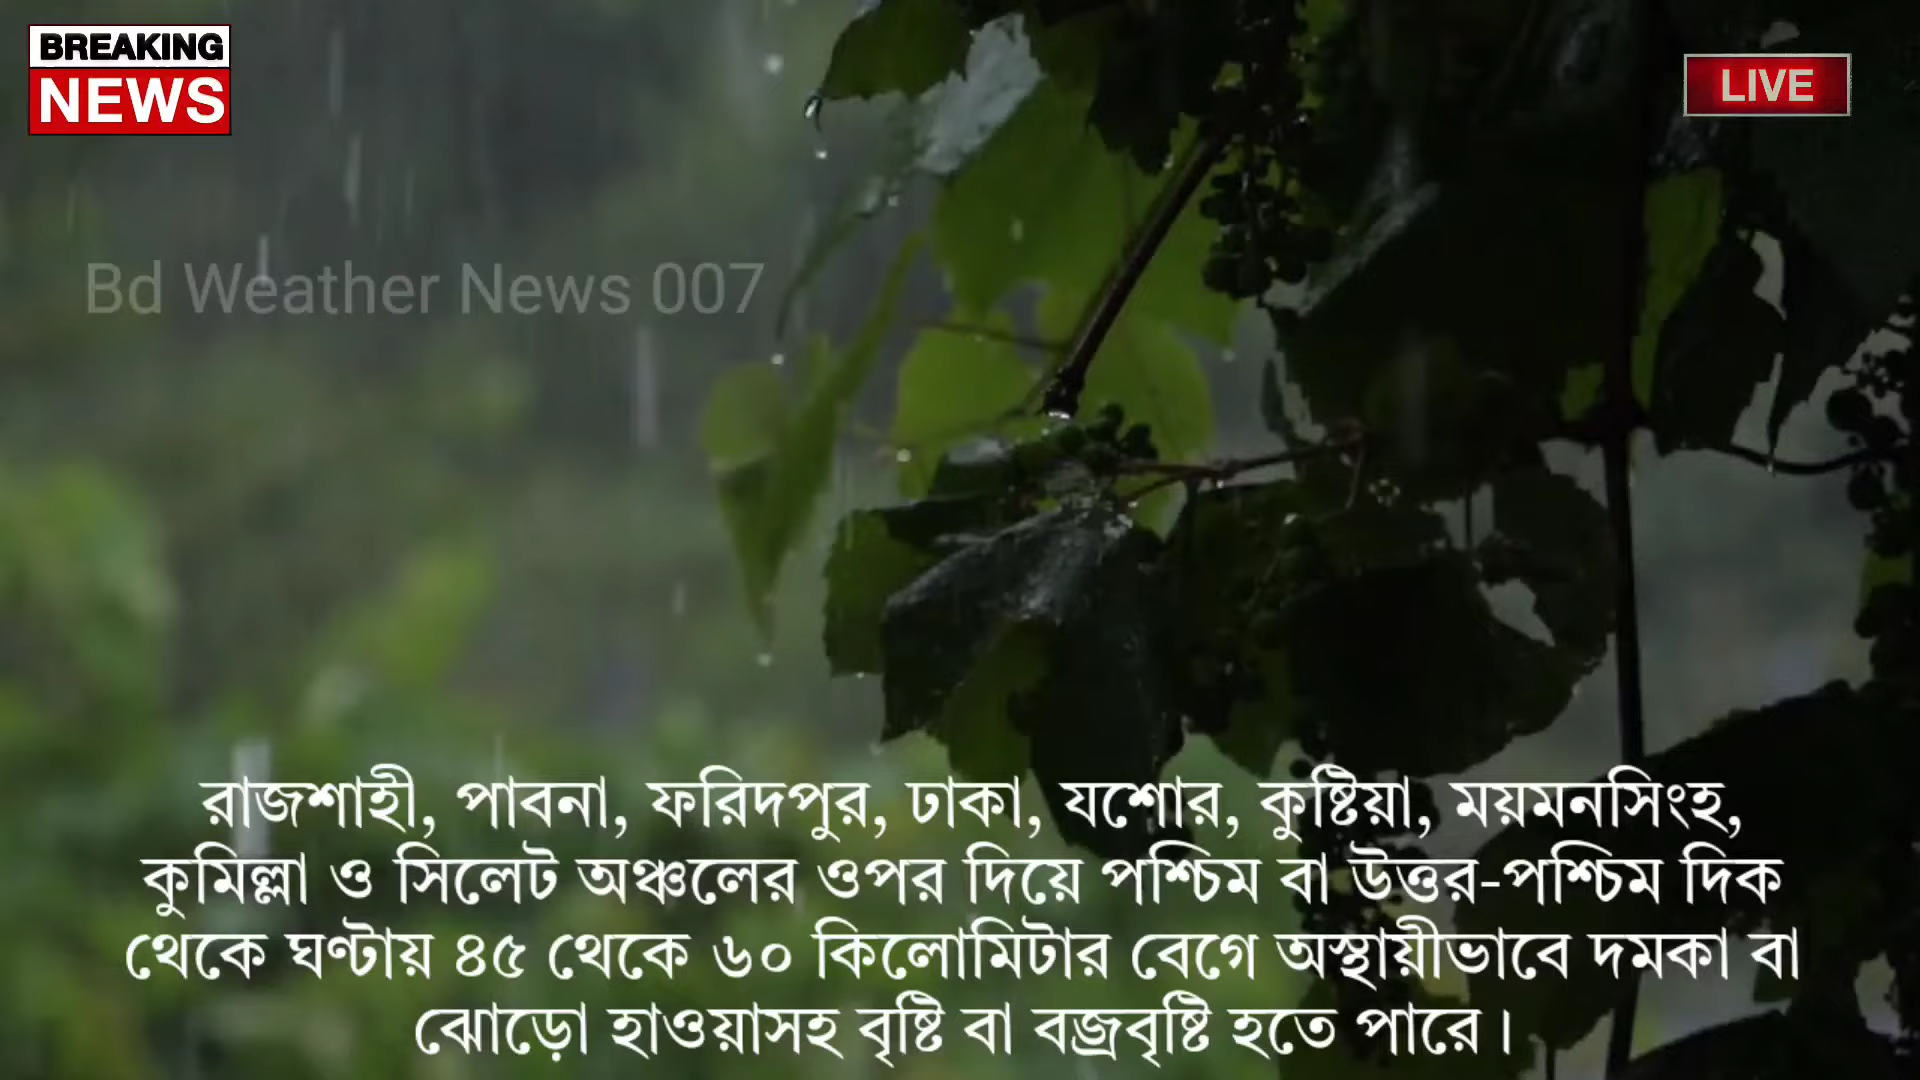 BREAKING
NEWS
LIVE
Bd Weather News 007
রাজশাহী, পাবনা, ফরিদপুর, ঢাকা, যশোর, কুষ্টিয়া, ময়মনসিংহ,
কুমিল্লা ও সিলেট অঞ্চলের ওপর দিয়ে পশ্চিম বা উত্তর-পশ্চিম দিক
থেকে ঘণ্টায় ৪৫ থেকে ৬০ কিলোমিটার বেগে অস্থায়ীভাবে দমকা বা
ঝোড়ো হাওয়াসহ বৃষ্টি বা বজ্রবৃষ্টি হতে পারে।